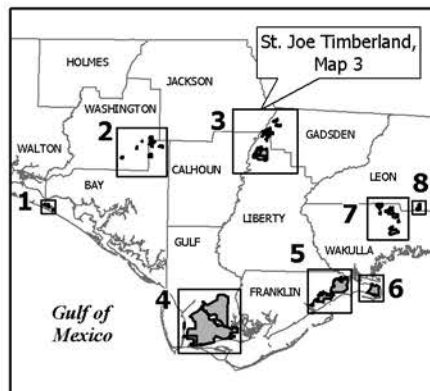 St. Joe Timberland,
Map 3
HOLMES
JACKSON
WASHINGTON
2
3
GADSDEN
WALTON
LEON
BAY
CALHOUN
8
1
7
LIBERTY
GULF
5
WAKULLA
4
FRANKLIN
6
Gulf of
Mexico